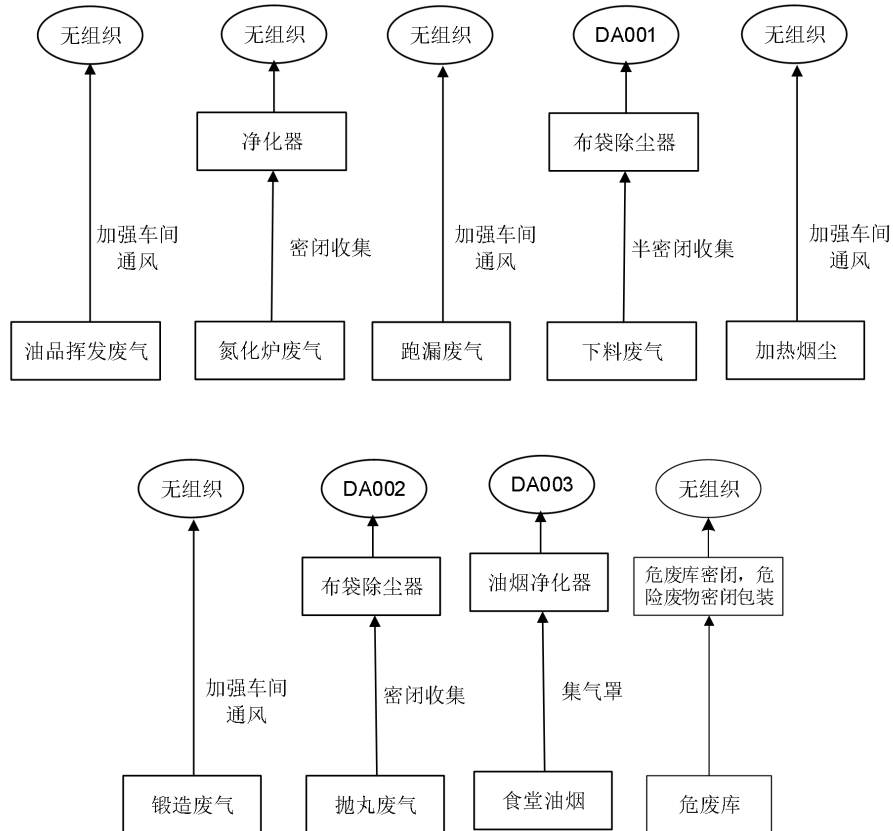 无组织
无组织
无组织
DA001
无组织
净化器
布袋除尘器
加强车间
通风
密闭收集
加强车间
通风
半密闭收集
加强车间
通风
油品挥发废气
氮化炉废气
跑漏废气
下料废气
加热烟尘
无组织
DA002
DA003
无组织
布袋除尘器
油烟净化器
危废库密闭，危
险废物密闭包装
加强车间
通风
密闭收集
集气罩
锻造废气
抛丸废气
食堂油烟
危废库